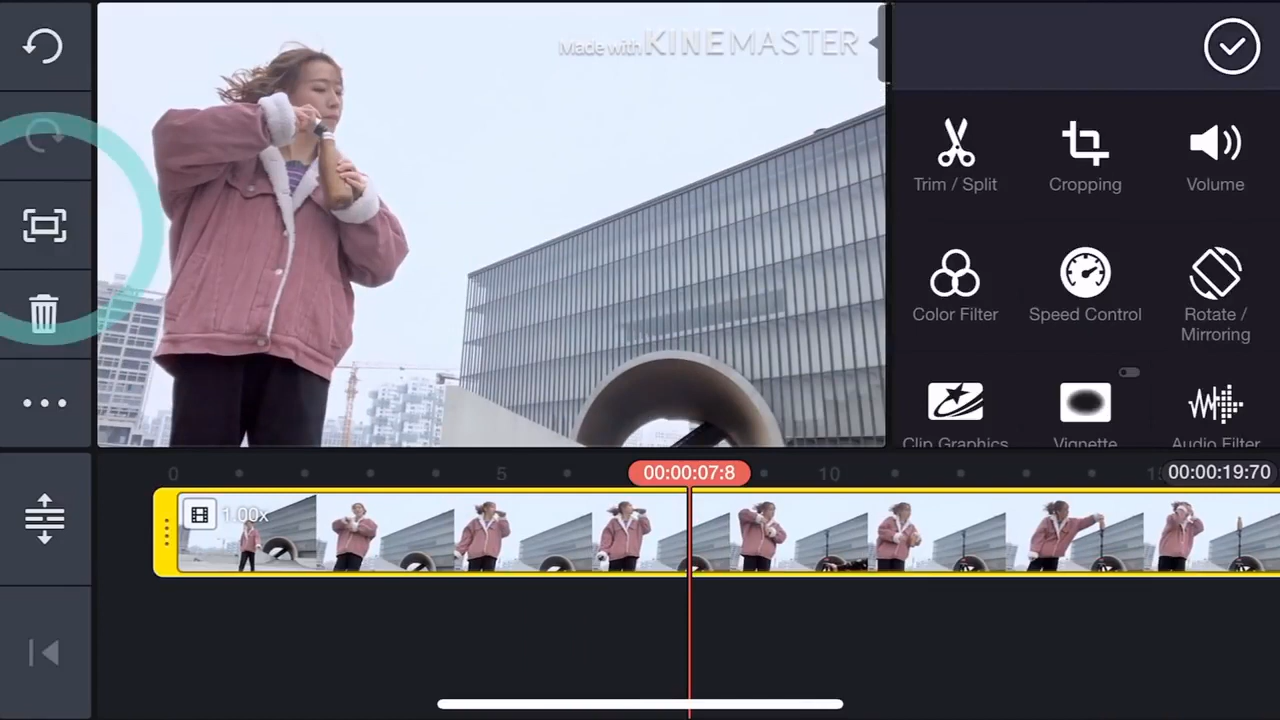 Made with KINEMASTER
Trim / Split
Cropping
Volume
Color Filter
Speed Control
Rotate /
Mirroring
Clip Graphics
Vignette
Audio Filter
0
5
00:00:07:8
10
00:00:19:70
1.00x